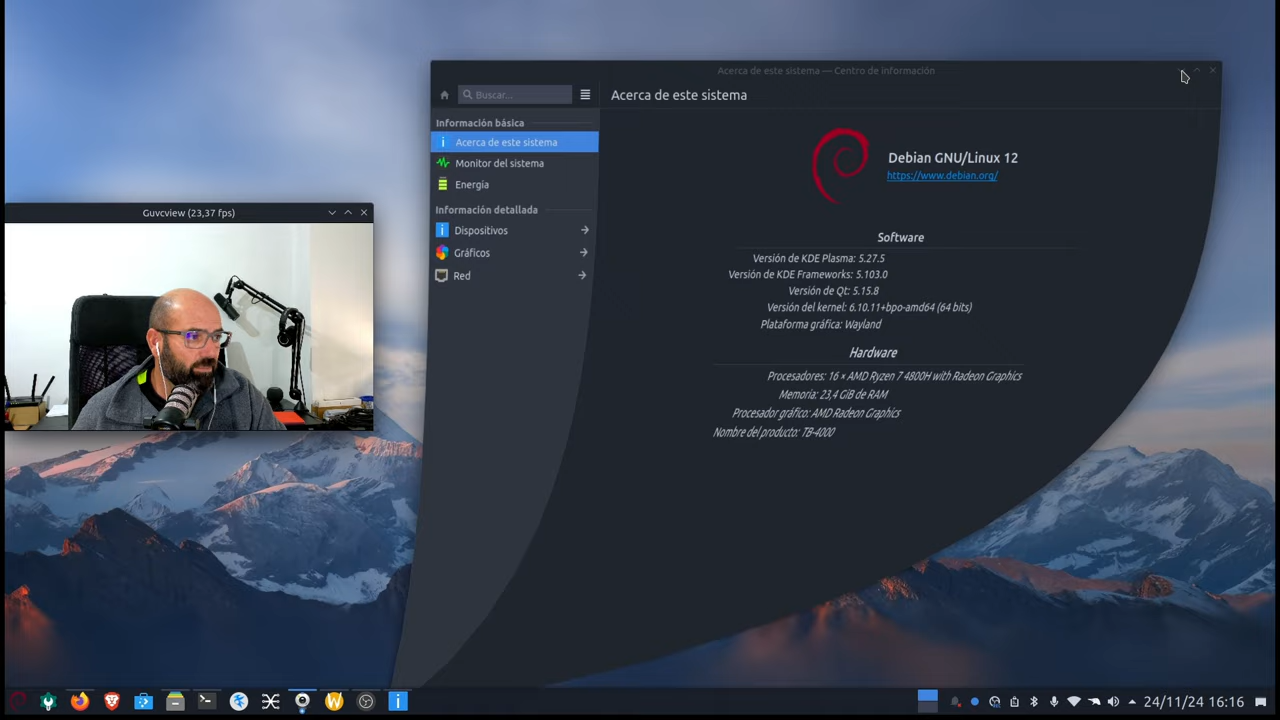 Acerca de este sistema — Centro de información
Buscar...
Acerca de este sistema
Información básica
Acerca de este sistema
Monitor del sistema
Energía
Información detallada
Dispositivos
Gráficos
Red
Debian GNU/Linux 12
https://www.debian.org/
Software
Versión de KDE Plasma: 5.27.5
Versión de KDE Frameworks: 5.103.0
Versión de Qt: 5.15.8
Versión del kernel: 6.10.11+bpo-amd64 (64 bits)
Plataforma gráfica: Wayland
Hardware
Procesadores: 16 × AMD Ryzen 7 4800H with Radeon Graphics
Memoria: 23,4 GiB de RAM
Procesador gráfico: AMD Radeon Graphics
Nombre del producto: TB-4000
Guvcview (23,37 fps)
24/11/24 16:16